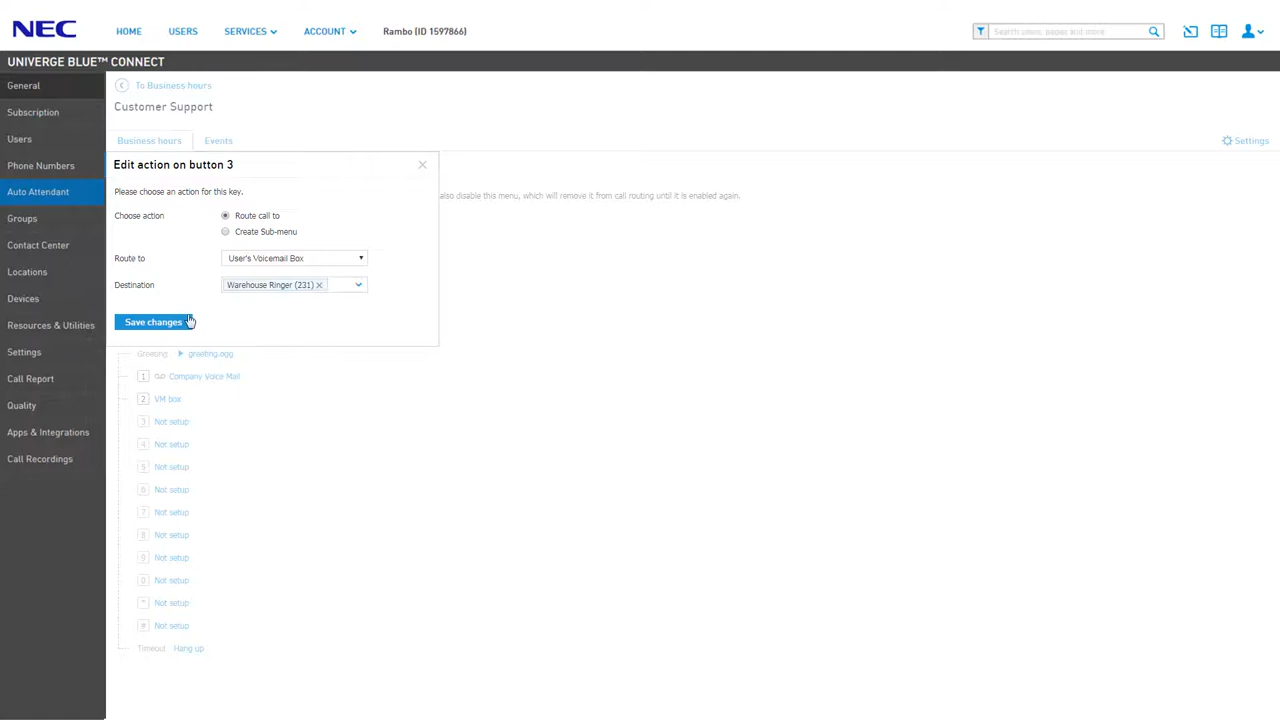 NEC
HOME
USERS
SERVICES
ACCOUNT
Rambo (ID 1597866)
Search users, pages and more
UNIVERGE BLUE™ CONNECT
General
Subscription
Users
Phone Numbers
Auto Attendant
Groups
Contact Center
Locations
Devices
Resources & Utilities
Settings
Call Report
Quality
Apps & Integrations
Call Recordings
To Business hours
Customer Support
Business hours
Events
Settings
also disable this menu, which will remove it from call routing until it is enabled again.
Edit action on button 3
Please choose an action for this key.
Choose action
Route call to
Create Sub-menu
Route to
User's Voicemail Box
Destination
Warehouse Ringer (231)
Save changes
Greeting greeting.ogg
1 Company Voice Mail
2 VM box
3 Not setup
4 Not setup
5 Not setup
6 Not setup
7 Not setup
8 Not setup
9 Not setup
0 Not setup
* Not setup
# Not setup
Timeout Hang up